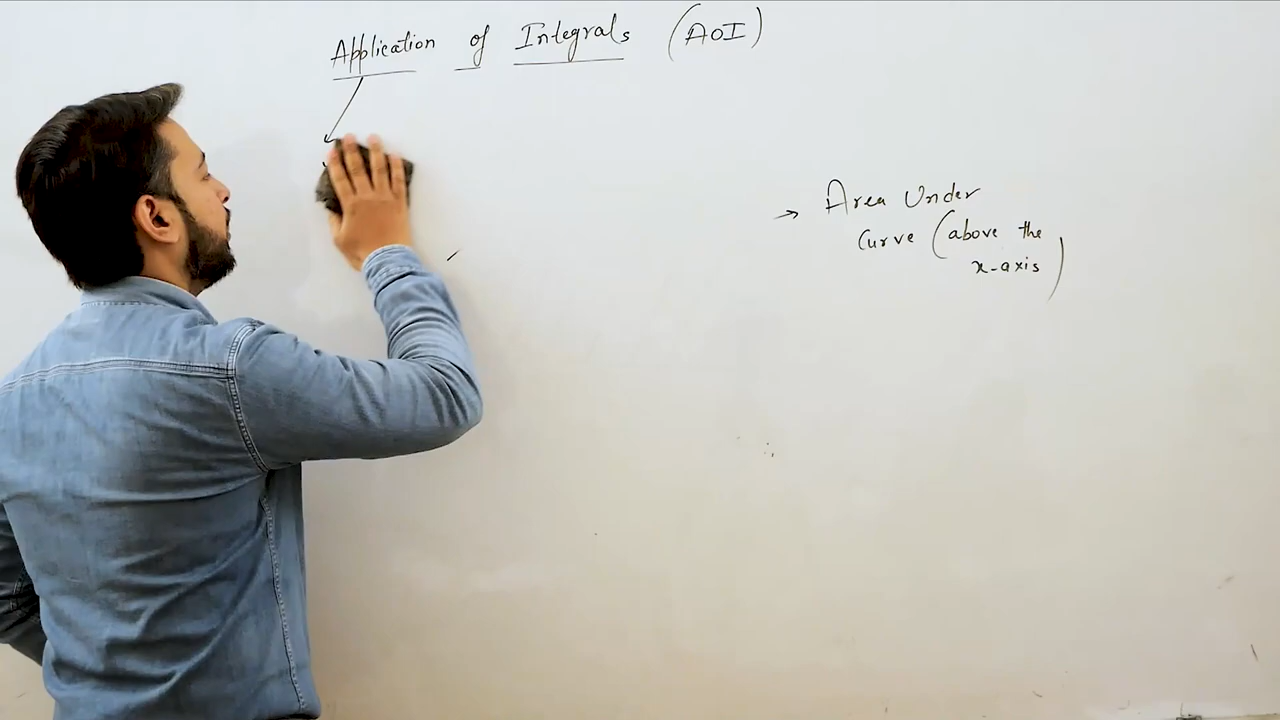 Application of Integrals (AOI)
→ Area Under
Curve (above the
x-axis)